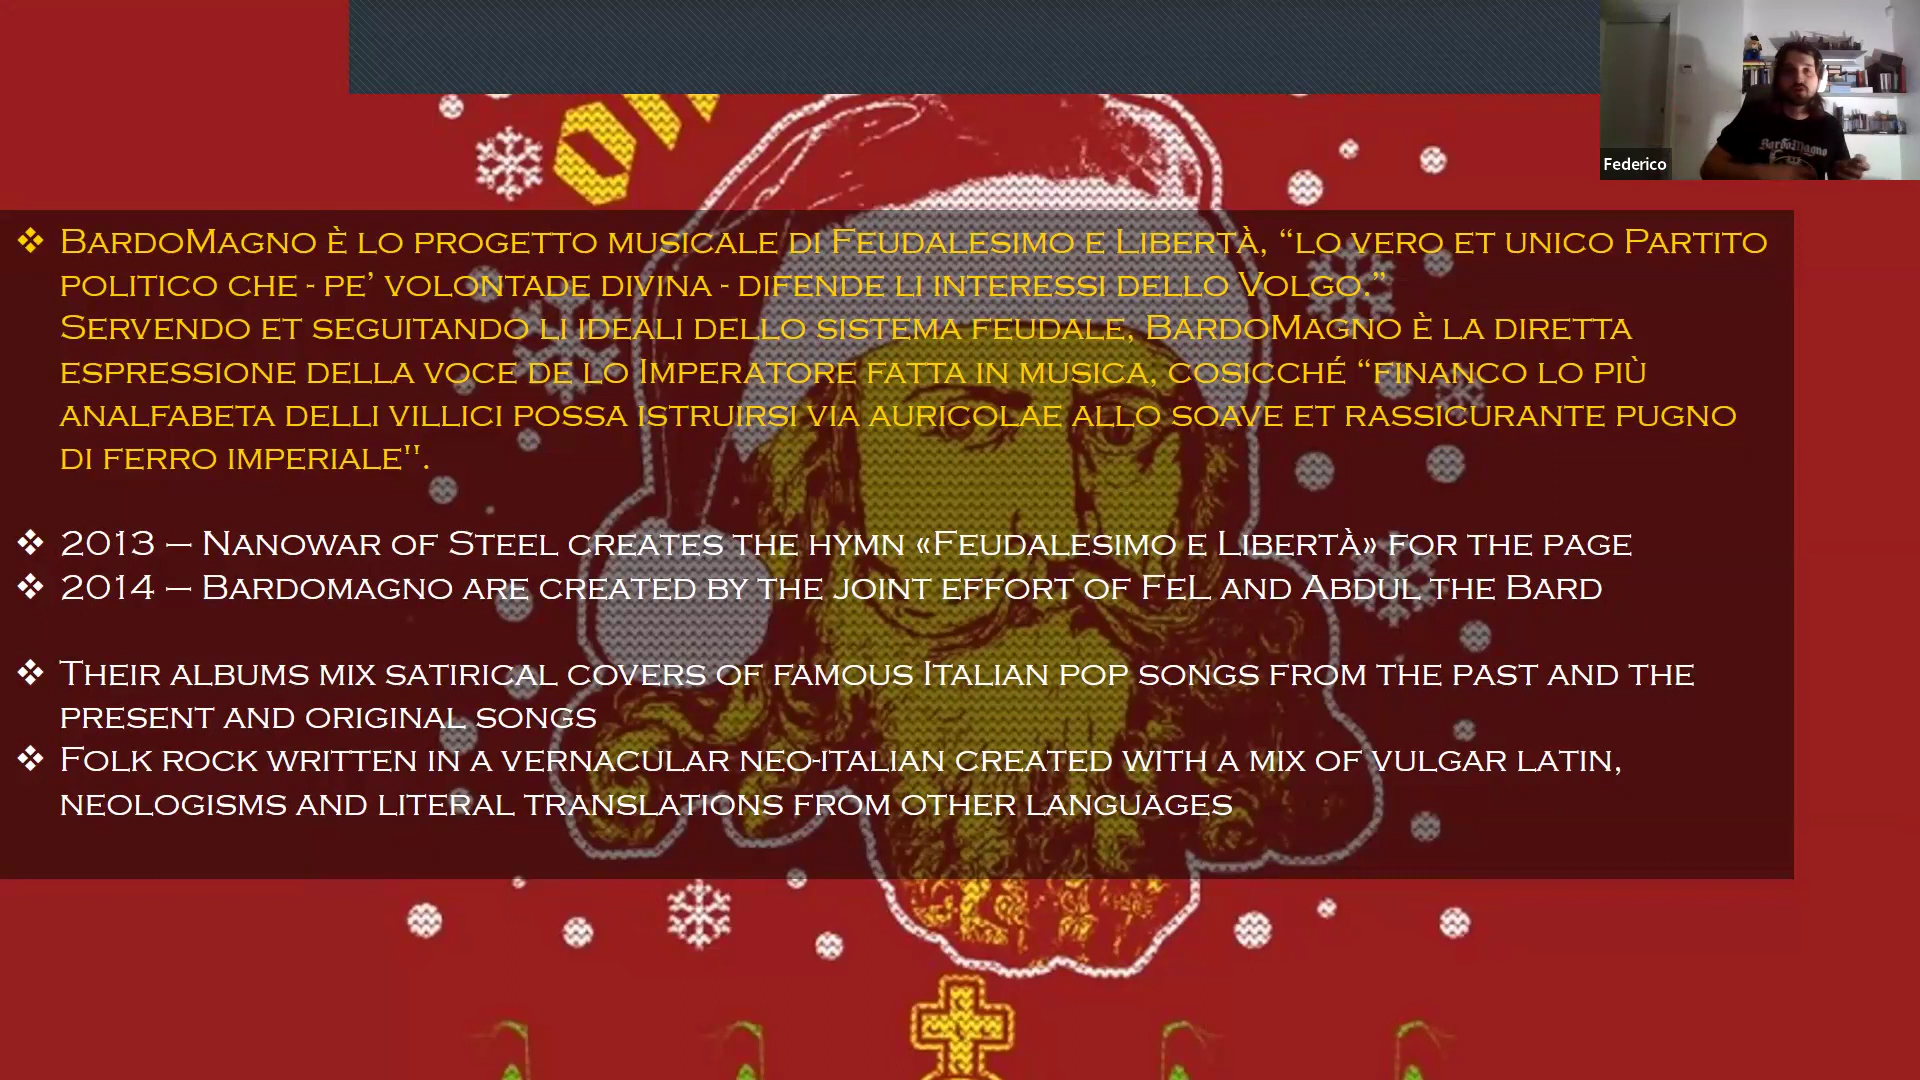 Federico
BardoMagno
❖ BardoMagno è lo progetto musicale di Feudalesimo e Libertà, “lo vero et unico Partito
politico che - pe’ volontade divina - difende li interessi dello Volgo.”
Servendo et seguitando li ideali dello sistema feudale, BardoMagno è la diretta
espressione della voce de lo Imperatore fatta in musica, cosicché “financo lo più
analfabeta delli villici possa istruirsi via auricolae allo soave et rassicurante pugno
di ferro imperiale".
❖ 2013 – Nanowar of Steel creates the hymn «Feudalesimo e Libertà» for the page
❖ 2014 – Bardomagno are created by the joint effort of FeL and Abdul the Bard
❖ Their albums mix satirical covers of famous Italian pop songs from the past and the
present and original songs
❖ Folk rock written in a vernacular neo-italian created with a mix of vulgar latin,
neologisms and literal translations from other languages